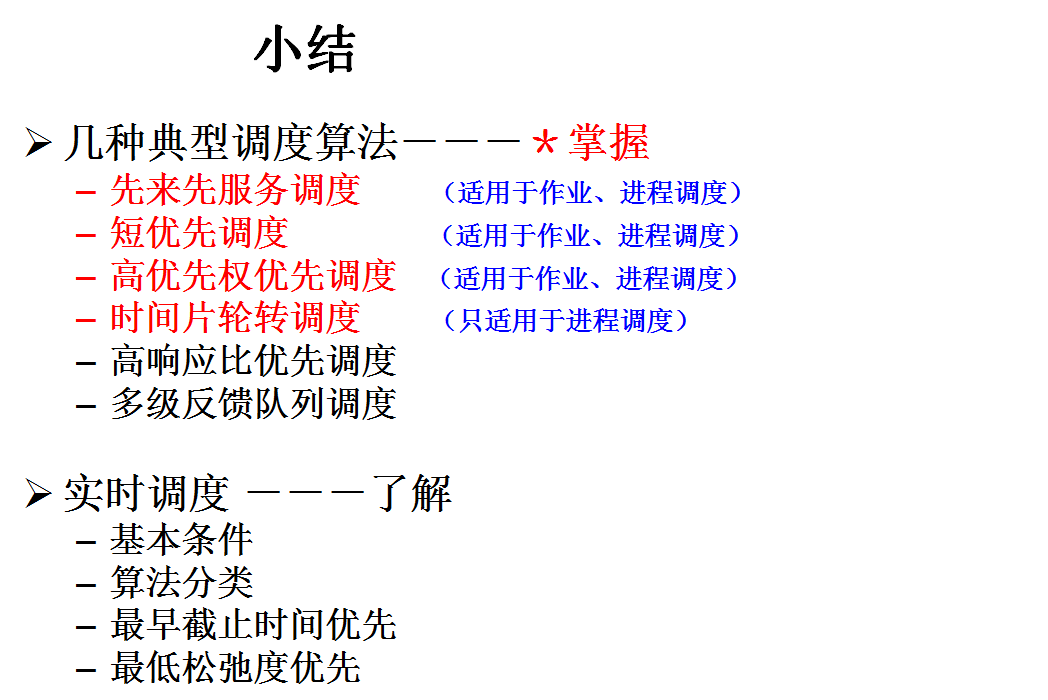 小结
➢ 几种典型调度算法－－－＊掌握
– 先来先服务调度 （适用于作业、进程调度）
– 短优先调度 （适用于作业、进程调度）
– 高优先权优先调度 （适用于作业、进程调度）
– 时间片轮转调度 （只适用于进程调度）
– 高响应比优先调度
– 多级反馈队列调度
➢ 实时调度 －－－了解
– 基本条件
– 算法分类
– 最早截止时间优先
– 最低松弛度优先